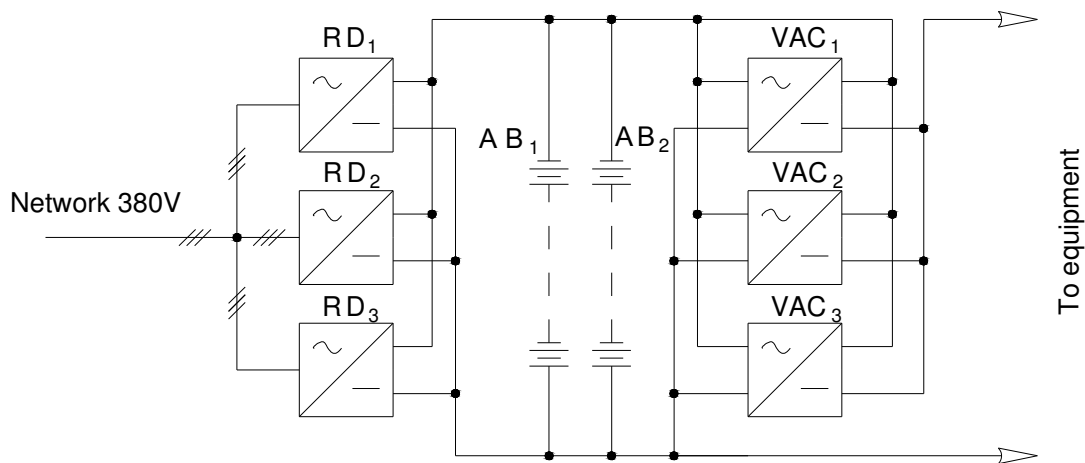 RD1
VAC1
AB1
AB2
RD2
VAC2
Network 380V
RD3
VAC3
To equipment